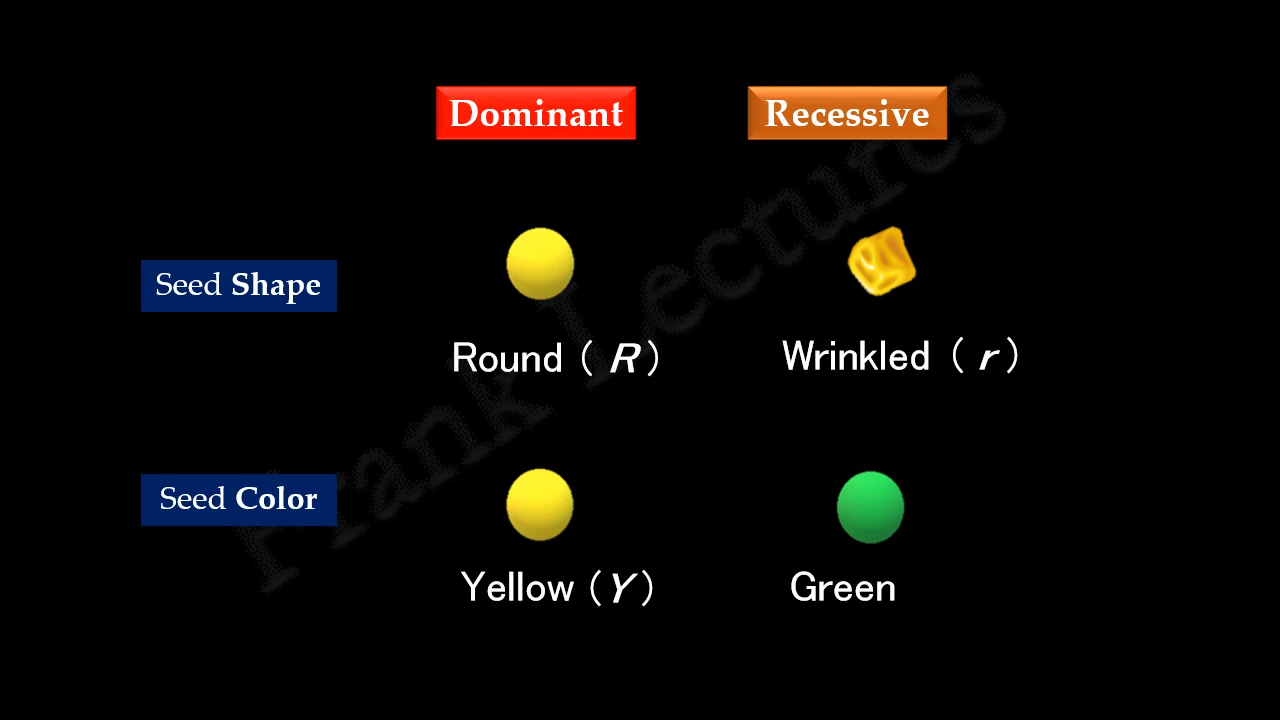 Dominant Recessive
Seed Shape
Round ( R ) Wrinkled ( r )
Seed Color
Yellow ( Y ) Green
Frank Lectures